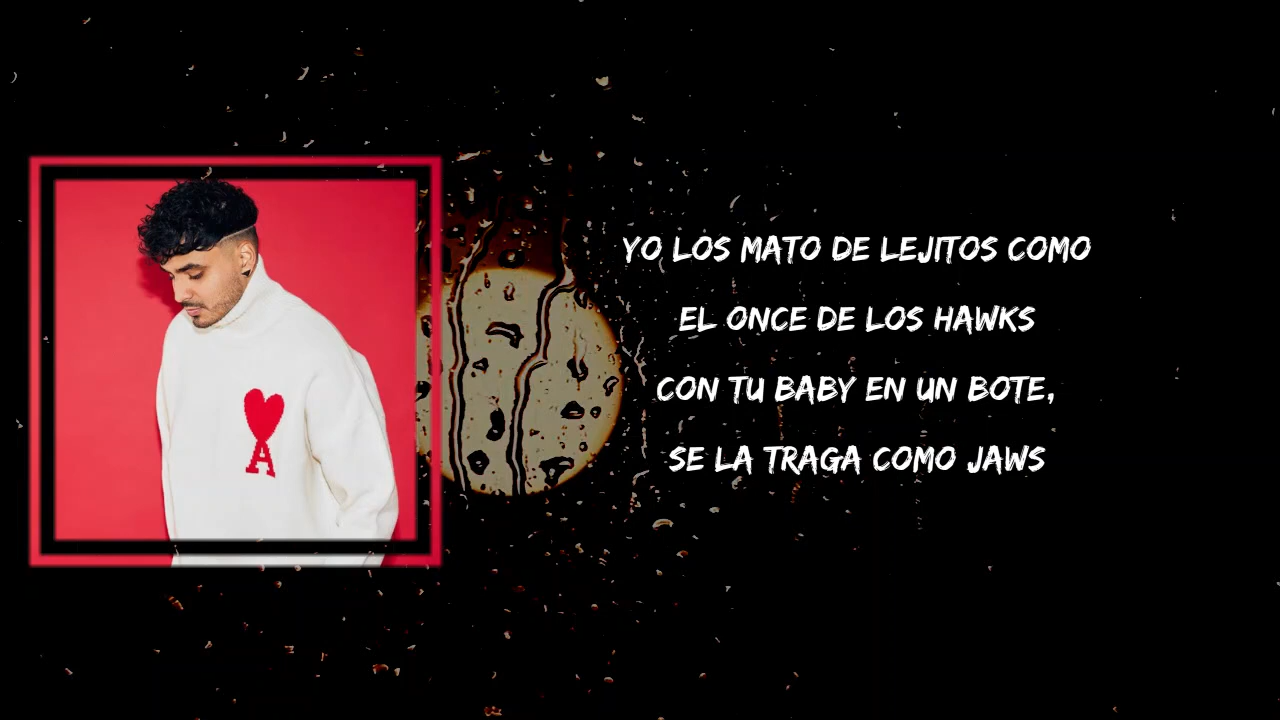 YO LOS MATO DE LEJITOS COMO
EL ONCE DE LOS HAWKS
CON TU BABY EN UN BOTE,
SE LA TRAGA COMO JAWS
A